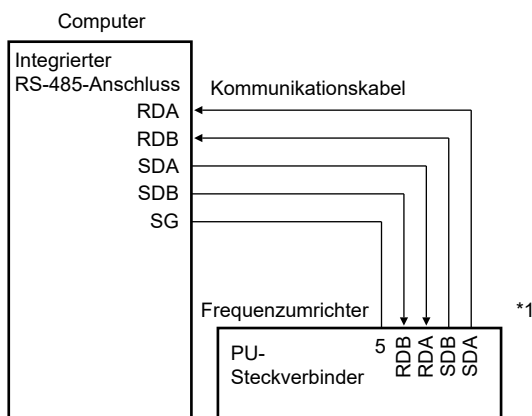 Computer
Integrierter
RS-485-Anschluss
Kommunikationskabel
RDA
RDB
SDA
SDB
SG
Frequenzumrichter
*1
PU-
Steckverbinder
5
RDB
RDA
SDB
SDA